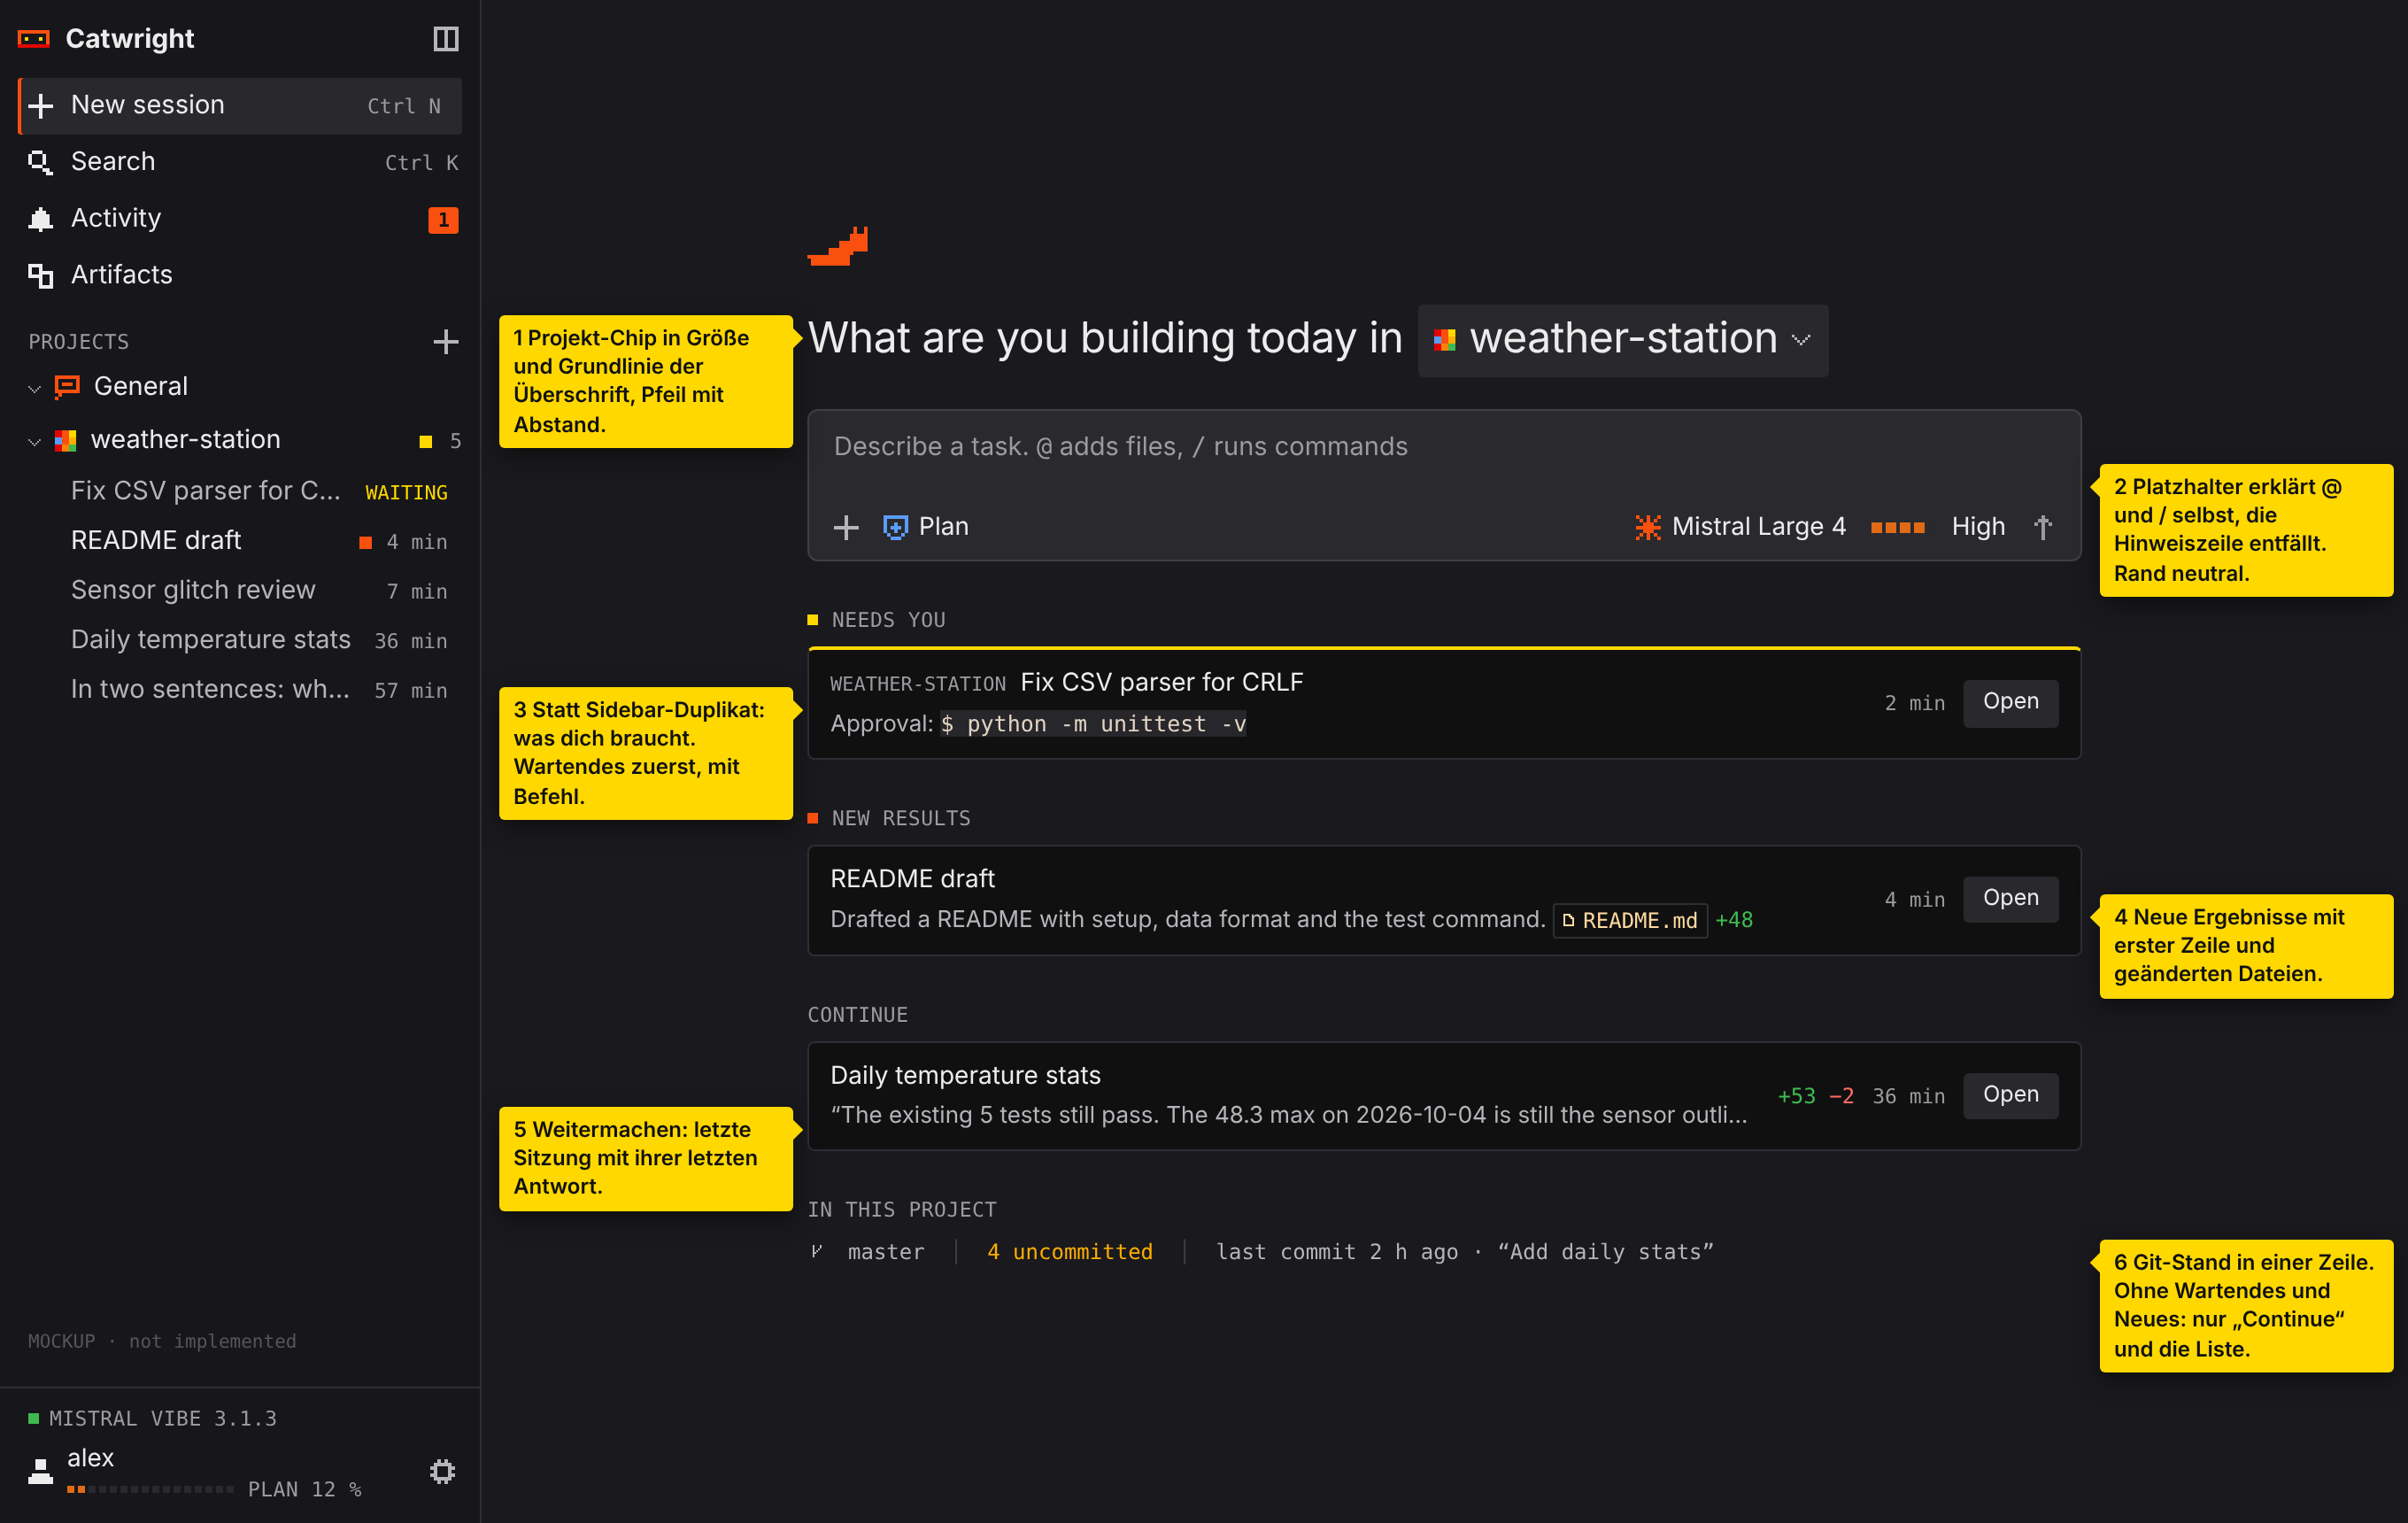 Catwright
New session Ctrl N
Search Ctrl K
Activity 1
Artifacts
PROJECTS
General
weather-station 5
Fix CSV parser for C... WAITING
README draft 4 min
Sensor glitch review 7 min
Daily temperature stats 36 min
In two sentences: wh... 57 min
MOCKUP · not implemented
MISTRAL VIBE 3.1.3
alex
PLAN 12 %
What are you building today in weather-station
Describe a task. @ adds files, / runs commands
Plan Mistral Large 4 High
NEEDS YOU
WEATHER-STATION Fix CSV parser for CRLF
Approval: $ python -m unittest -v
2 min Open
NEW RESULTS
README draft
Drafted a README with setup, data format and the test command. README.md +48
4 min Open
CONTINUE
Daily temperature stats
“The existing 5 tests still pass. The 48.3 max on 2026-10-04 is still the sensor outli...
+53 −2 36 min Open
IN THIS PROJECT
master 4 uncommitted last commit 2 h ago · “Add daily stats”
1 Projekt-Chip in Größe
und Grundlinie der
Überschrift, Pfeil mit
Abstand.
2 Platzhalter erklärt @
und / selbst, die
Hinweiszeile entfällt.
Rand neutral.
3 Statt Sidebar-Duplikat:
was dich braucht.
Wartendes zuerst, mit
Befehl.
4 Neue Ergebnisse mit
erster Zeile und
geänderten Dateien.
5 Weitermachen: letzte
Sitzung mit ihrer letzten
Antwort.
6 Git-Stand in einer Zeile.
Ohne Wartendes und
Neues: nur „Continue“
und die Liste.